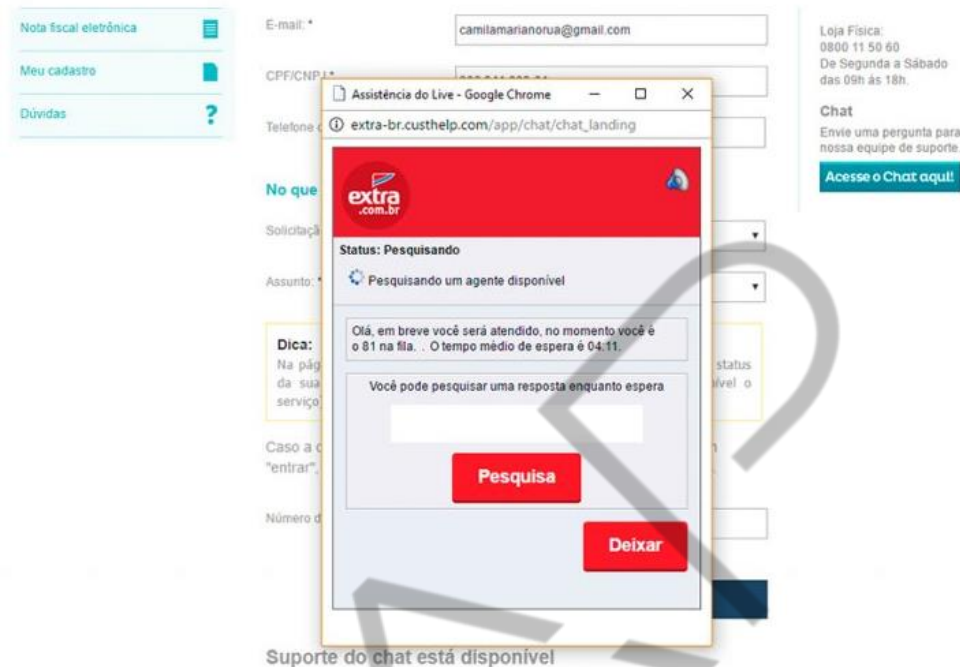 Nota fiscal eletrônica
Meu cadastro
Dúvidas
?
E-mail: *
camilamarianorua@gmail.com
CPF/CNPJ *
Telefone
No que
Solicitaçã
Assunto: *
Dica:
Na pág
da sua
serviço
status
ível o
Caso a
"entrar",
Número d
Assistência do Live - Google Chrome
extra-br.custhelp.com/app/chat/chat_landing
extra
.com.br
Status: Pesquisando
Pesquisando um agente disponível
Olá, em breve você será atendido, no momento você é
o 81 na fila. . O tempo médio de espera é 04:11.
Você pode pesquisar uma resposta enquanto espera
Pesquisa
Deixar
Suporte do chat está disponível
Loja Física:
0800 11 50 60
De Segunda a Sábado
das 09h ás 18h.
Chat
Envie uma pergunta para
nossa equipe de suporte.
Acesse o Chat aqui!